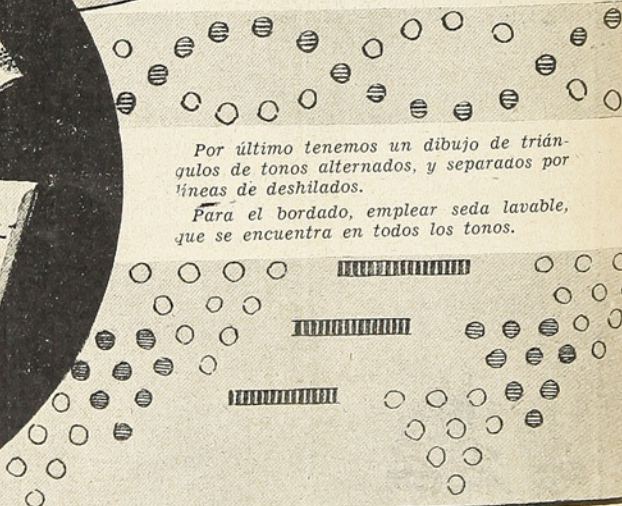 Por último tenemos un dibujo de trián-
gulos de tonos alternados, y separados por
líneas de deshilados.
Para el bordado, emplear seda lavable,
que se encuentra en todos los tonos.